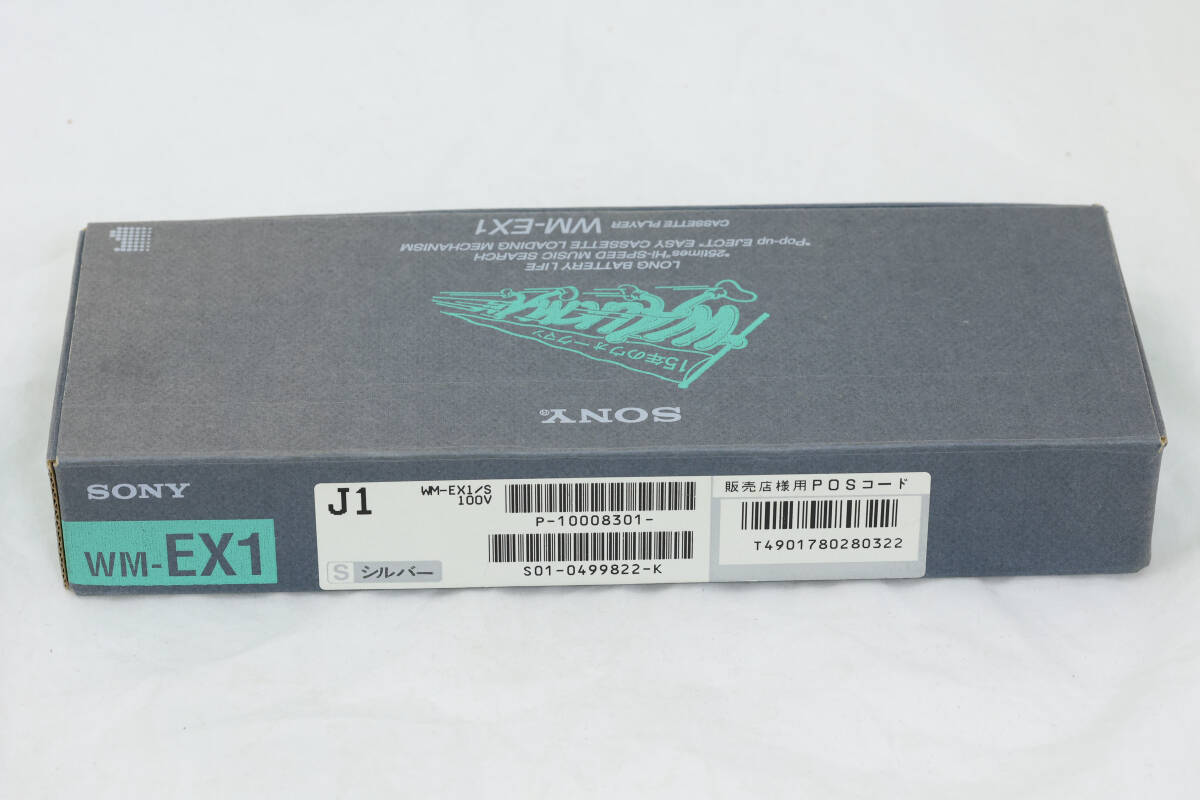 SONY®
15年のウォークマン
WALKMAN
LONG BATTERY LIFE
"25times" HI-SPEED MUSIC SEARCH
"Pop-up EJECT" EASY CASSETTE LOADING MECHANISM
CASSETTE PLAYER WM-EX1
SONY
WM-EX1
J1
WM-EX1/S
100V
P-10008301-
S01-0499822-K
S シルバー
販売店様用POSコード
T4901780280322